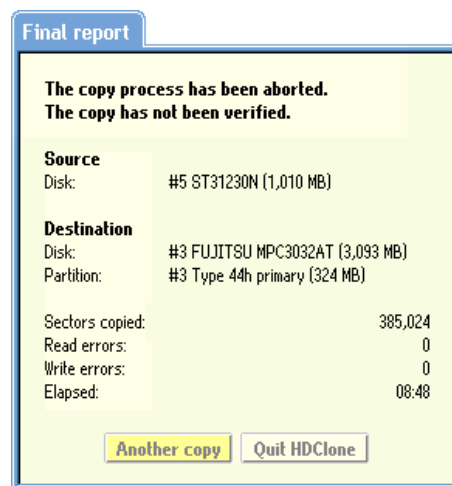 Final report
The copy process has been aborted.
The copy has not been verified.
Source
Disk: #5 ST31230N (1,010 MB)
Destination
Disk: #3 FUJITSU MPC3032AT (3,093 MB)
Partition: #3 Type 44h primary (324 MB)
Sectors copied: 385,024
Read errors: 0
Write errors: 0
Elapsed: 08:48
Another copy Quit HDClone